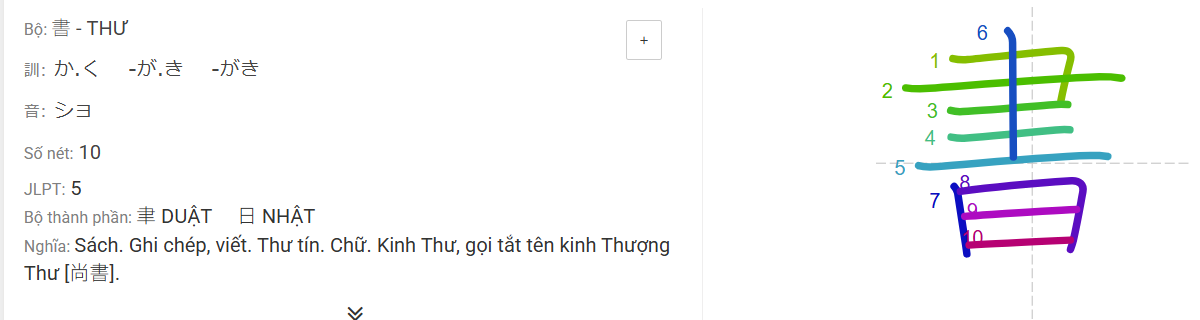 Bộ: 書 - THƯ
+
訓: か.く -が.き -がき
音: ショ
Số nét: 10
JLPT: 5
Bộ thành phần: 聿 DUẬT 日 NHẬT
Nghĩa: Sách. Ghi chép, viết. Thư tín. Chữ. Kinh Thư, gọi tắt tên kinh Thượng
Thư [尚書].
6
1
2
3
4
5
8
7
9
10
書